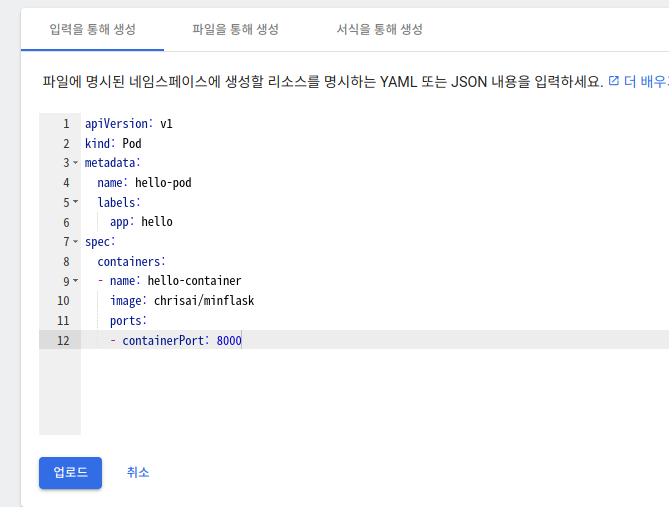 입력을 통해 생성 파일을 통해 생성 서식을 통해 생성
파일에 명시된 네임스페이스에 생성할 리소스를 명시하는 YAML 또는 JSON 내용을 입력하세요. 더 배우
1 apiVersion: v1
2 kind: Pod
3 metadata:
4   name: hello-pod
5   labels:
6     app: hello
7 spec:
8   containers:
9   - name: hello-container
10     image: chrisai/minflask
11     ports:
12     - containerPort: 8000
업로드 취소